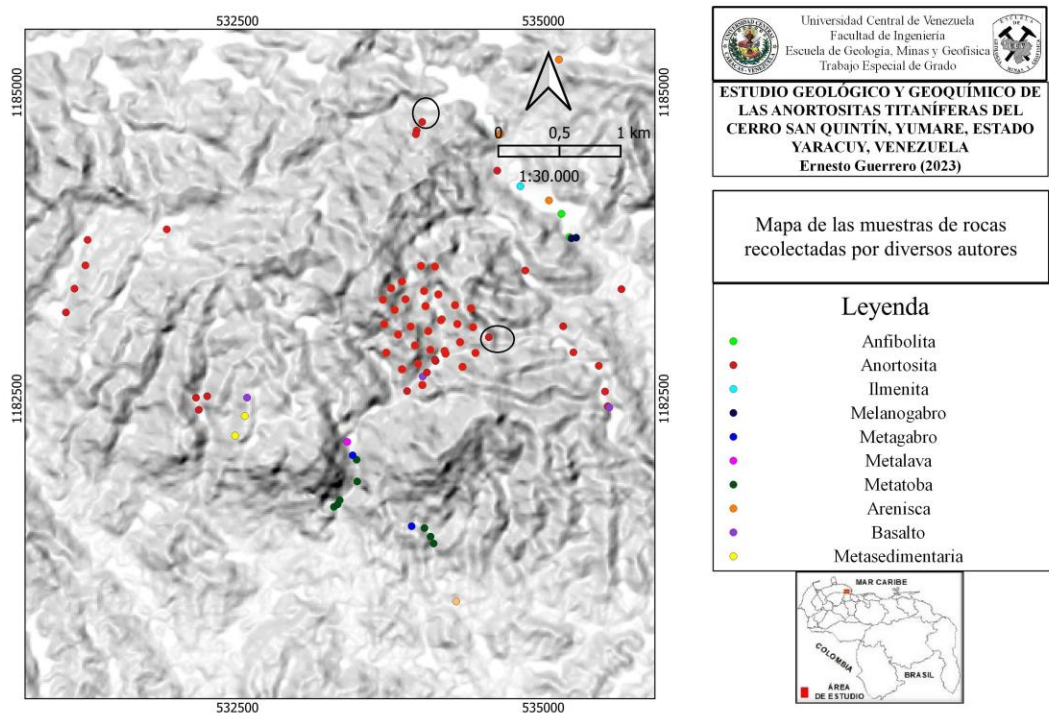 532500
535000
1185000
1185000
0
0,5
1 km
1:30.000
1182500
1182500
532500
535000
Universidad Central de Venezuela
Facultad de Ingeniería
Escuela de Geología, Minas y Geofísica
Trabajo Especial de Grado
ESTUDIO GEOLÓGICO Y GEOQUÍMICO DE
LAS ANORTOSITAS TITANÍFERAS DEL
CERRO SAN QUINTÍN, YUMARE, ESTADO
YARACUY, VENEZUELA
Ernesto Guerrero (2023)
Mapa de las muestras de rocas
recolectadas por diversos autores
Leyenda
Anfibolita
Anortosita
Ilmenita
Melanogabro
Metagabro
Metalava
Metatoba
Arenisca
Basalto
Metasedimentaria
MAR CARIBE
COLOMBIA
BRASIL
ÁREA
DE ESTUDIO